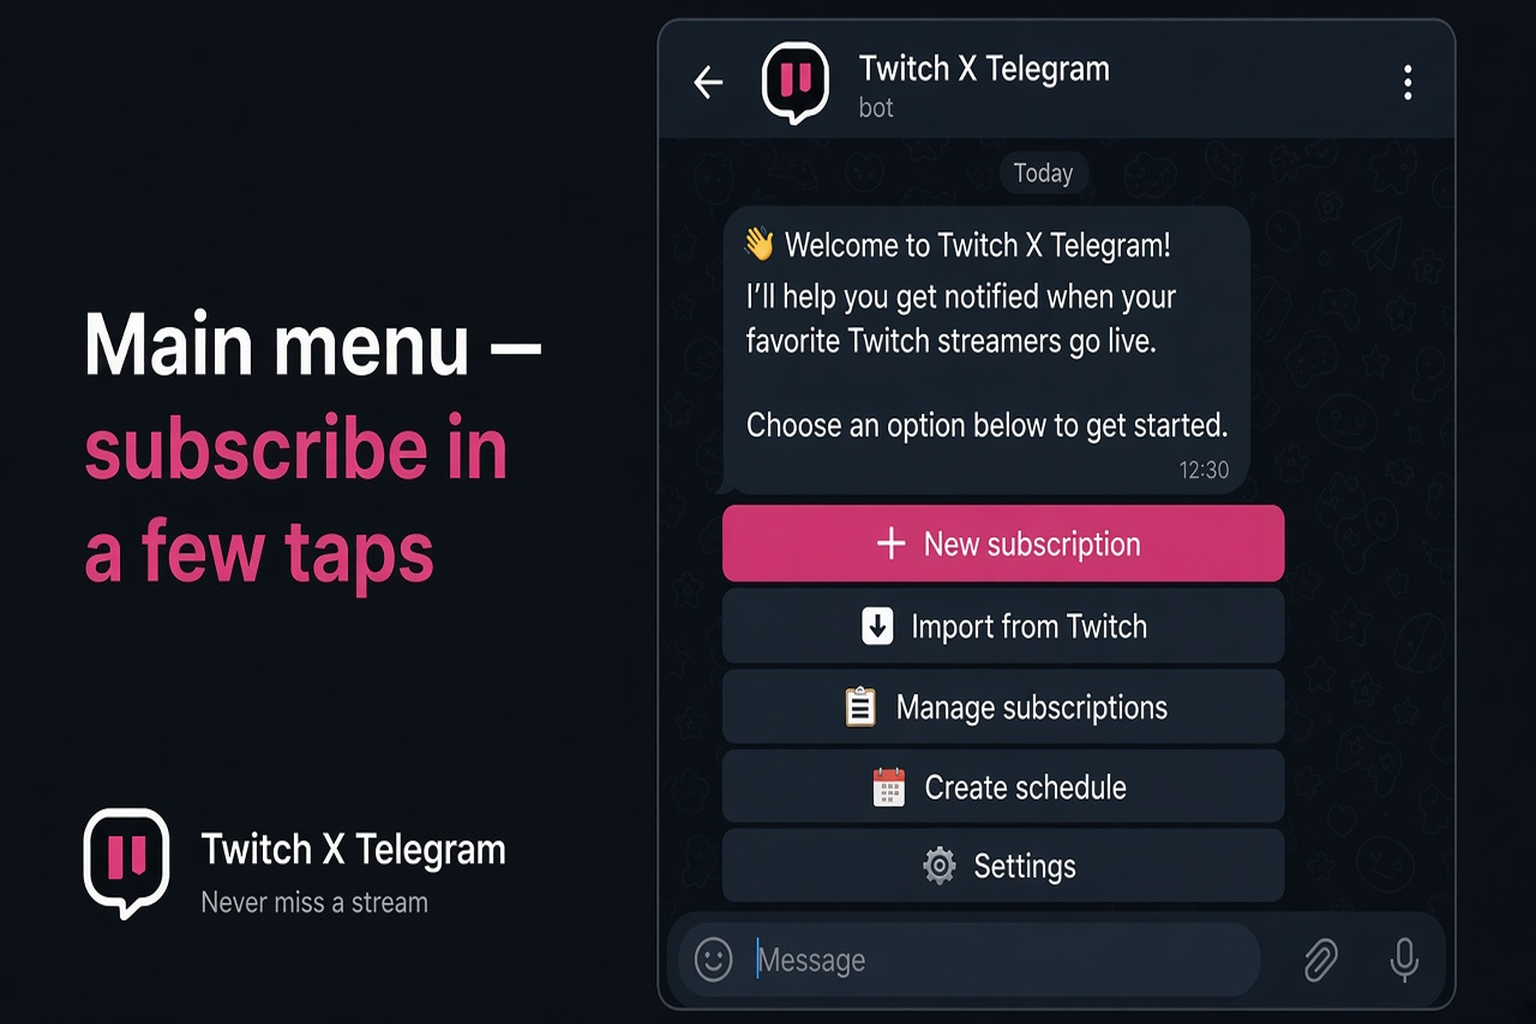 Main menu —
subscribe in
a few taps
Twitch X Telegram
Never miss a stream
Twitch X Telegram
bot
Today
👋 Welcome to Twitch X Telegram!
I’ll help you get notified when your
favorite Twitch streamers go live.
Choose an option below to get started.
12:30
+ New subscription
Import from Twitch
Manage subscriptions
Create schedule
Settings
Message